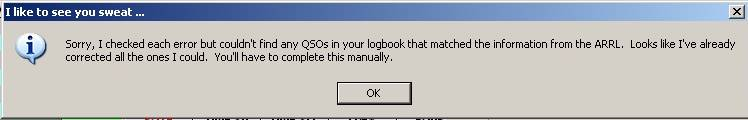 I like to see you sweat ...
Sorry, I checked each error but couldn't find any QSOs in your logbook that matched the information from the ARRL.  Looks like I've already
corrected all the ones I could.  You'll have to complete this manually.
OK